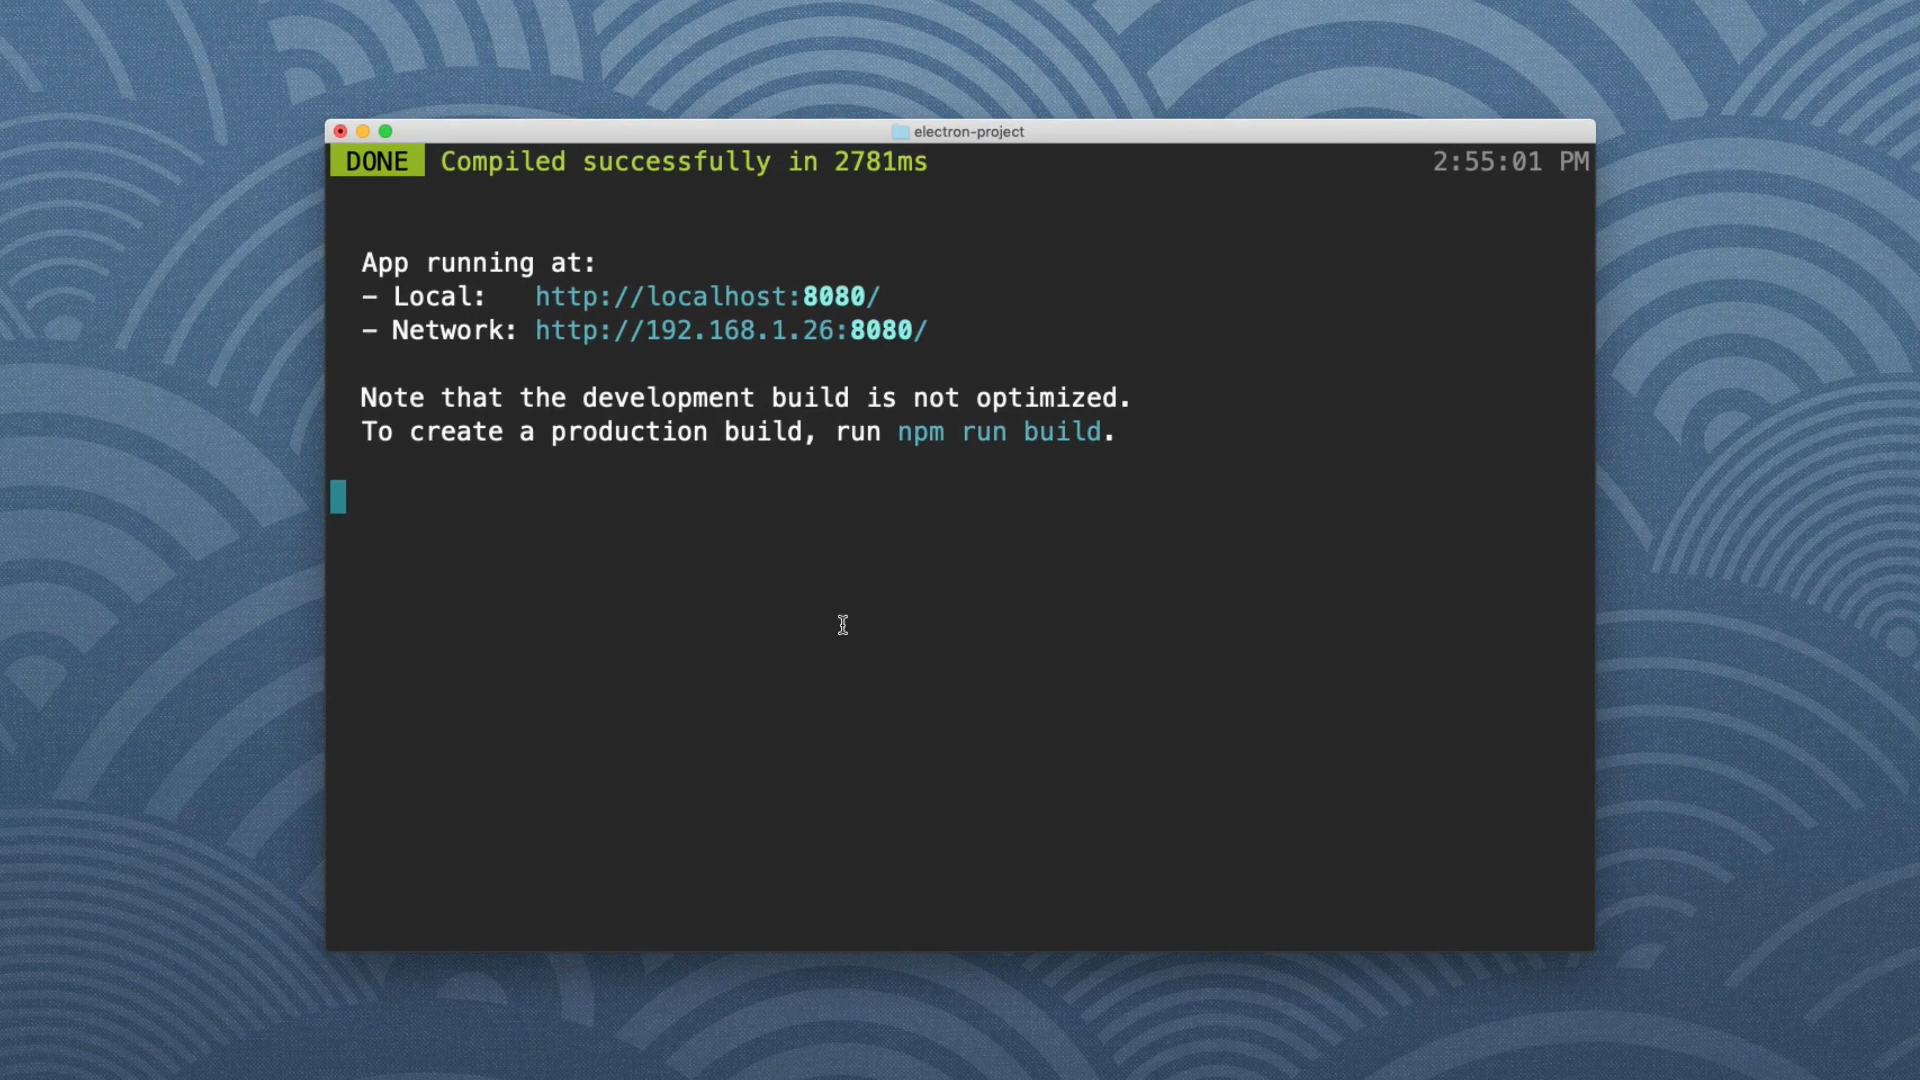 electron-project
DONE Compiled successfully in 2781ms 2:55:01 PM
App running at:
- Local: http://localhost:8080/
- Network: http://192.168.1.26:8080/
Note that the development build is not optimized.
To create a production build, run npm run build.